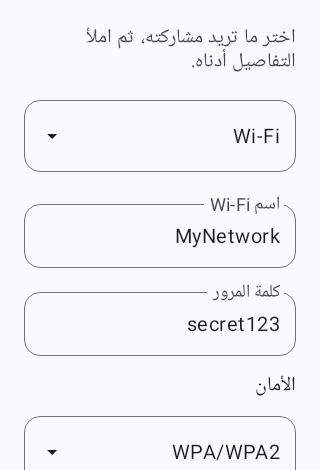 اختر ما تريد مشاركته، ثم املأ
التفاصيل أدناه.
Wi-Fi
اسم Wi-Fi
MyNetwork
كلمة المرور
secret123
الأمان
WPA/WPA2